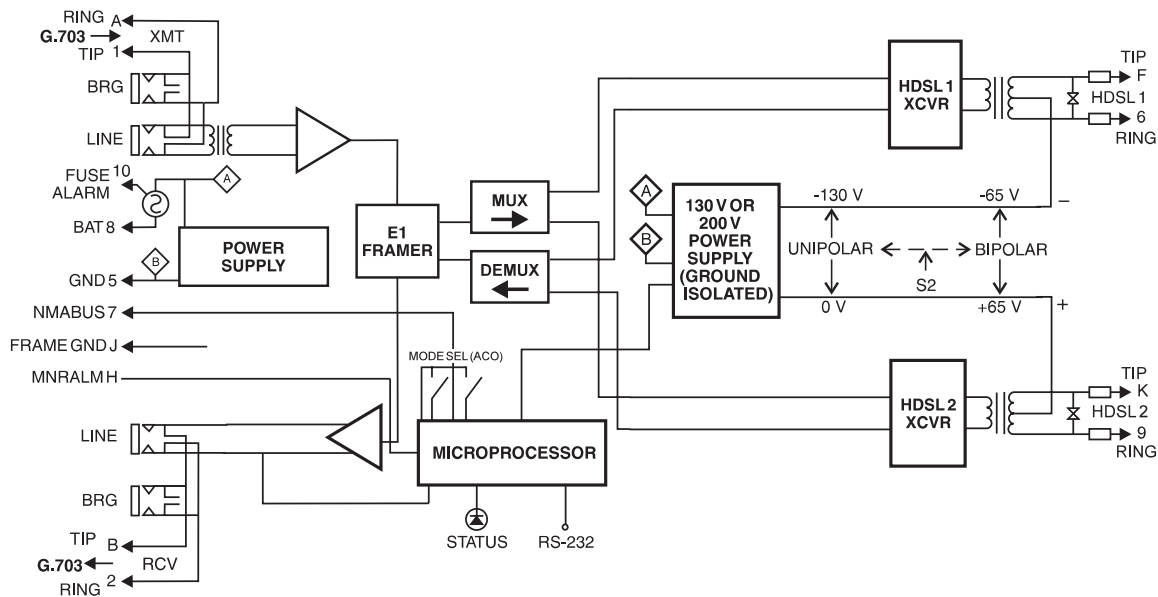 RING A
G.703 XMT
TIP 1
BRG
LINE
FUSE 10
ALARM
A
BAT 8
POWER
SUPPLY
B
GND 5
NMABUS 7
FRAME GND J
MNRALM H
LINE
BRG
TIP B
G.703 RCV
RING 2
E1
FRAMER
MUX
DEMUX
MODE SEL (ACO)
MICROPROCESSOR
STATUS
RS-232
A
B
130 V OR
200 V
POWER
SUPPLY
(GROUND
ISOLATED)
HDSL 1
XCVR
TIP
F
HDSL 1
6
RING
-130 V
-65 V
–
UNIPOLAR
BIPOLAR
S2
0 V
+65 V
+
HDSL 2
XCVR
TIP
K
HDSL 2
9
RING